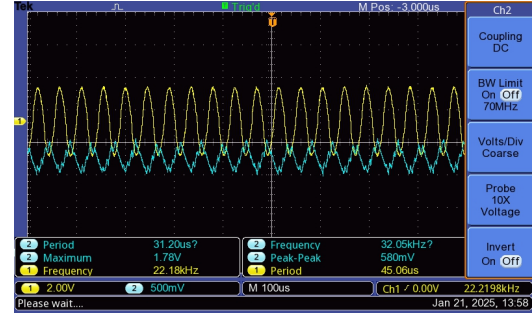 Tek Trig'd M Pos: -3.000us Ch2
T
Coupling
DC
BW Limit
On Off
70MHz
1
Volts/Div
Coarse
Probe
10X
Voltage
Invert
On Off
2 Period 31.20us? 2 Frequency 32.05kHz?
2 Maximum 1.78V 2 Peak-Peak 580mV
1 Frequency 22.18kHz 1 Period 45.06us
1 2.00V 2 500mV M 100us Ch1 0.00V 22.2198kHz
Please wait.... Jan 21, 2025, 13:58